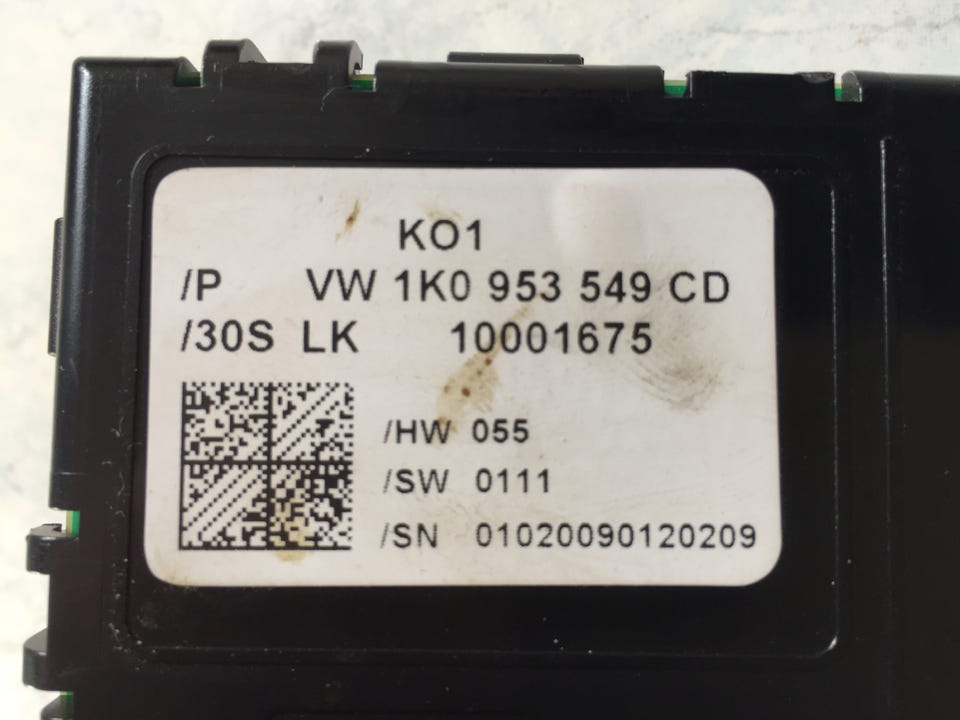 KO1
/P VW 1K0 953 549 CD
/30S LK 10001675
/HW 055
/SW 0111
/SN 01020090120209